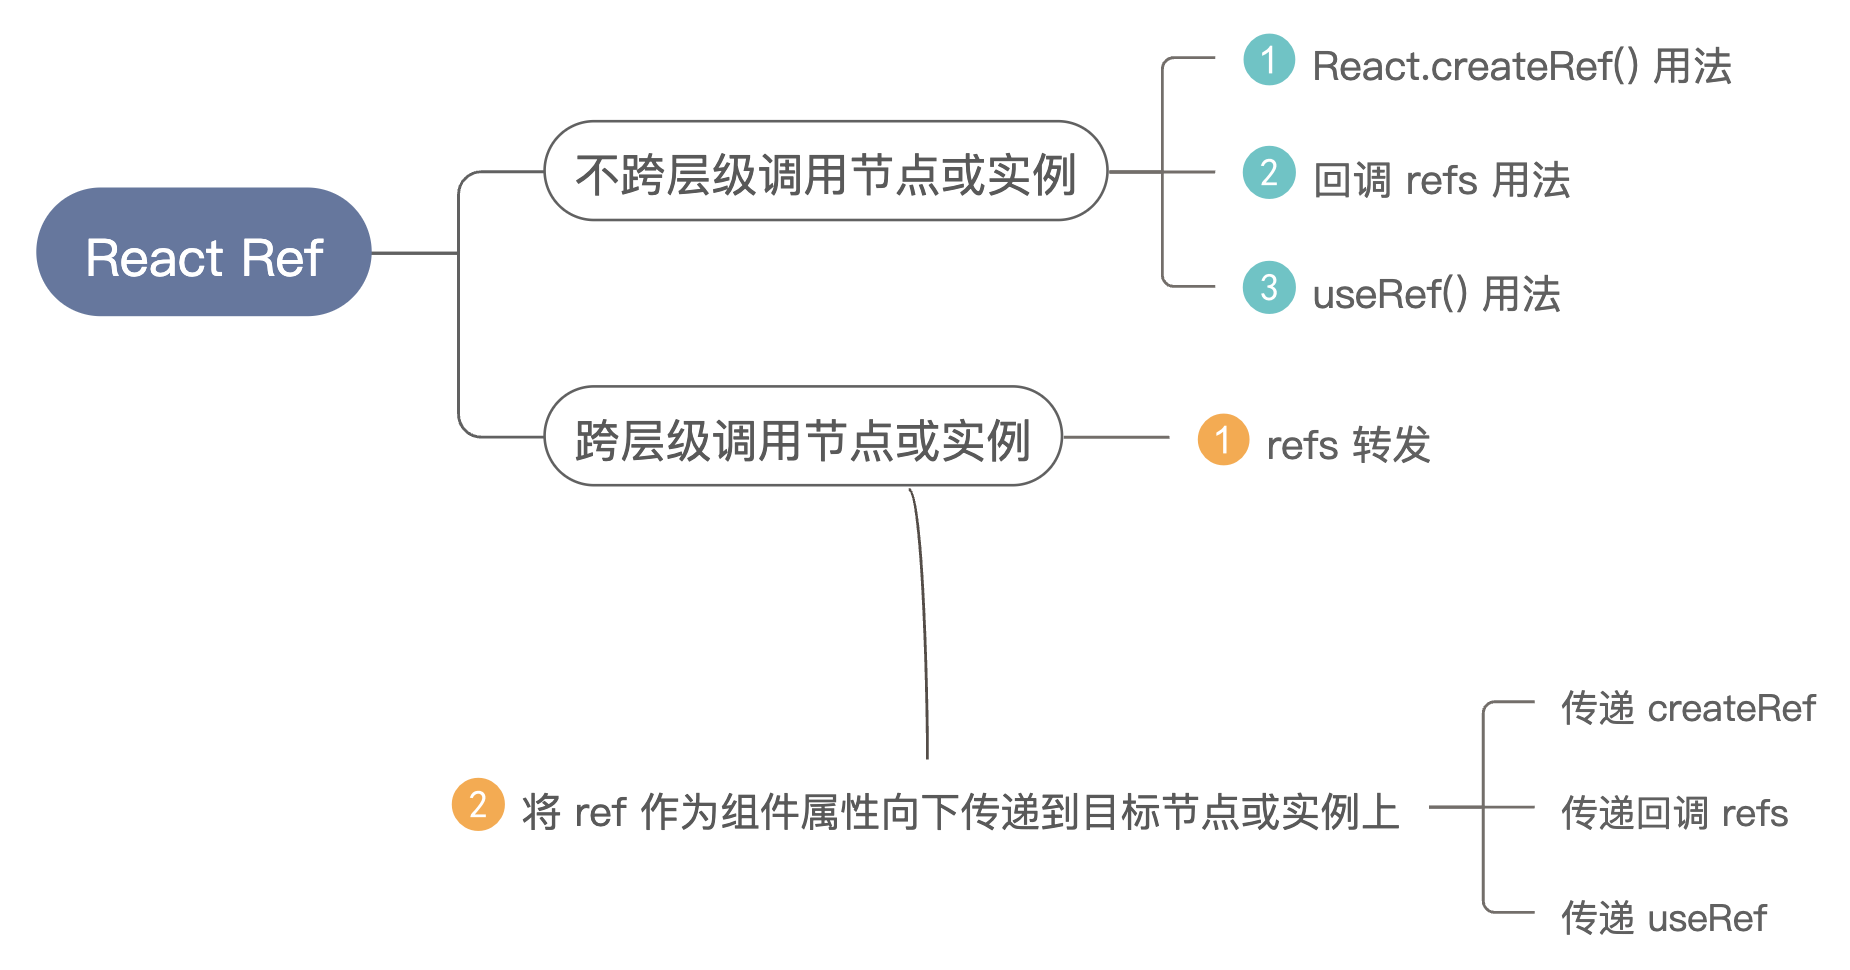 React Ref
不跨层级调用节点或实例
1 React.createRef() 用法
2 回调 refs 用法
3 useRef() 用法
跨层级调用节点或实例
1 refs 转发
2 将 ref 作为组件属性向下传递到目标节点或实例上
传递 createRef
传递回调 refs
传递 useRef